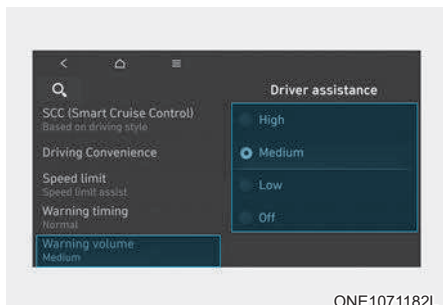 Driver assistance
SCC (Smart Cruise Control)
Based on driving style
Driving Convenience
Speed limit
Speed limit assist
Warning timing
Normal
Warning volume
Medium
High
Medium
Low
Off
ONE1071182L